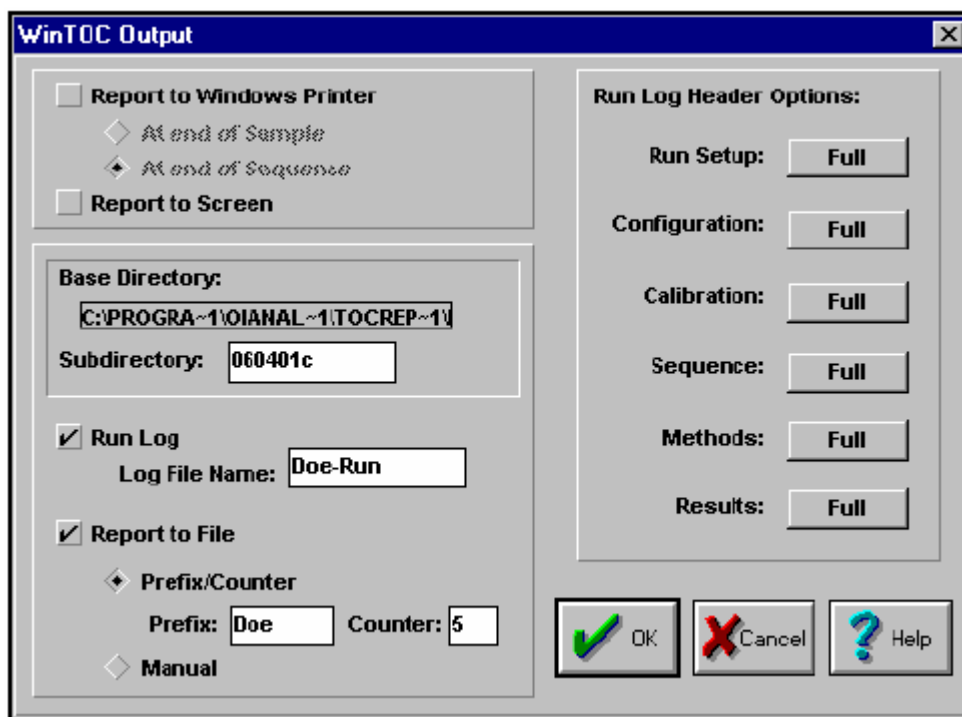 WinTOC Output
Report to Windows Printer
At end of Sample
At end of Sequence
Report to Screen
Base Directory:
C:\PROGRA~1\OIANAL~1\TOCREP~1\
Subdirectory: 060401c
Run Log
Log File Name: Doe-Run
Report to File
Prefix/Counter
Prefix: Doe Counter: 5
Manual
Run Log Header Options:
Run Setup: Full
Configuration: Full
Calibration: Full
Sequence: Full
Methods: Full
Results: Full
OK Cancel Help